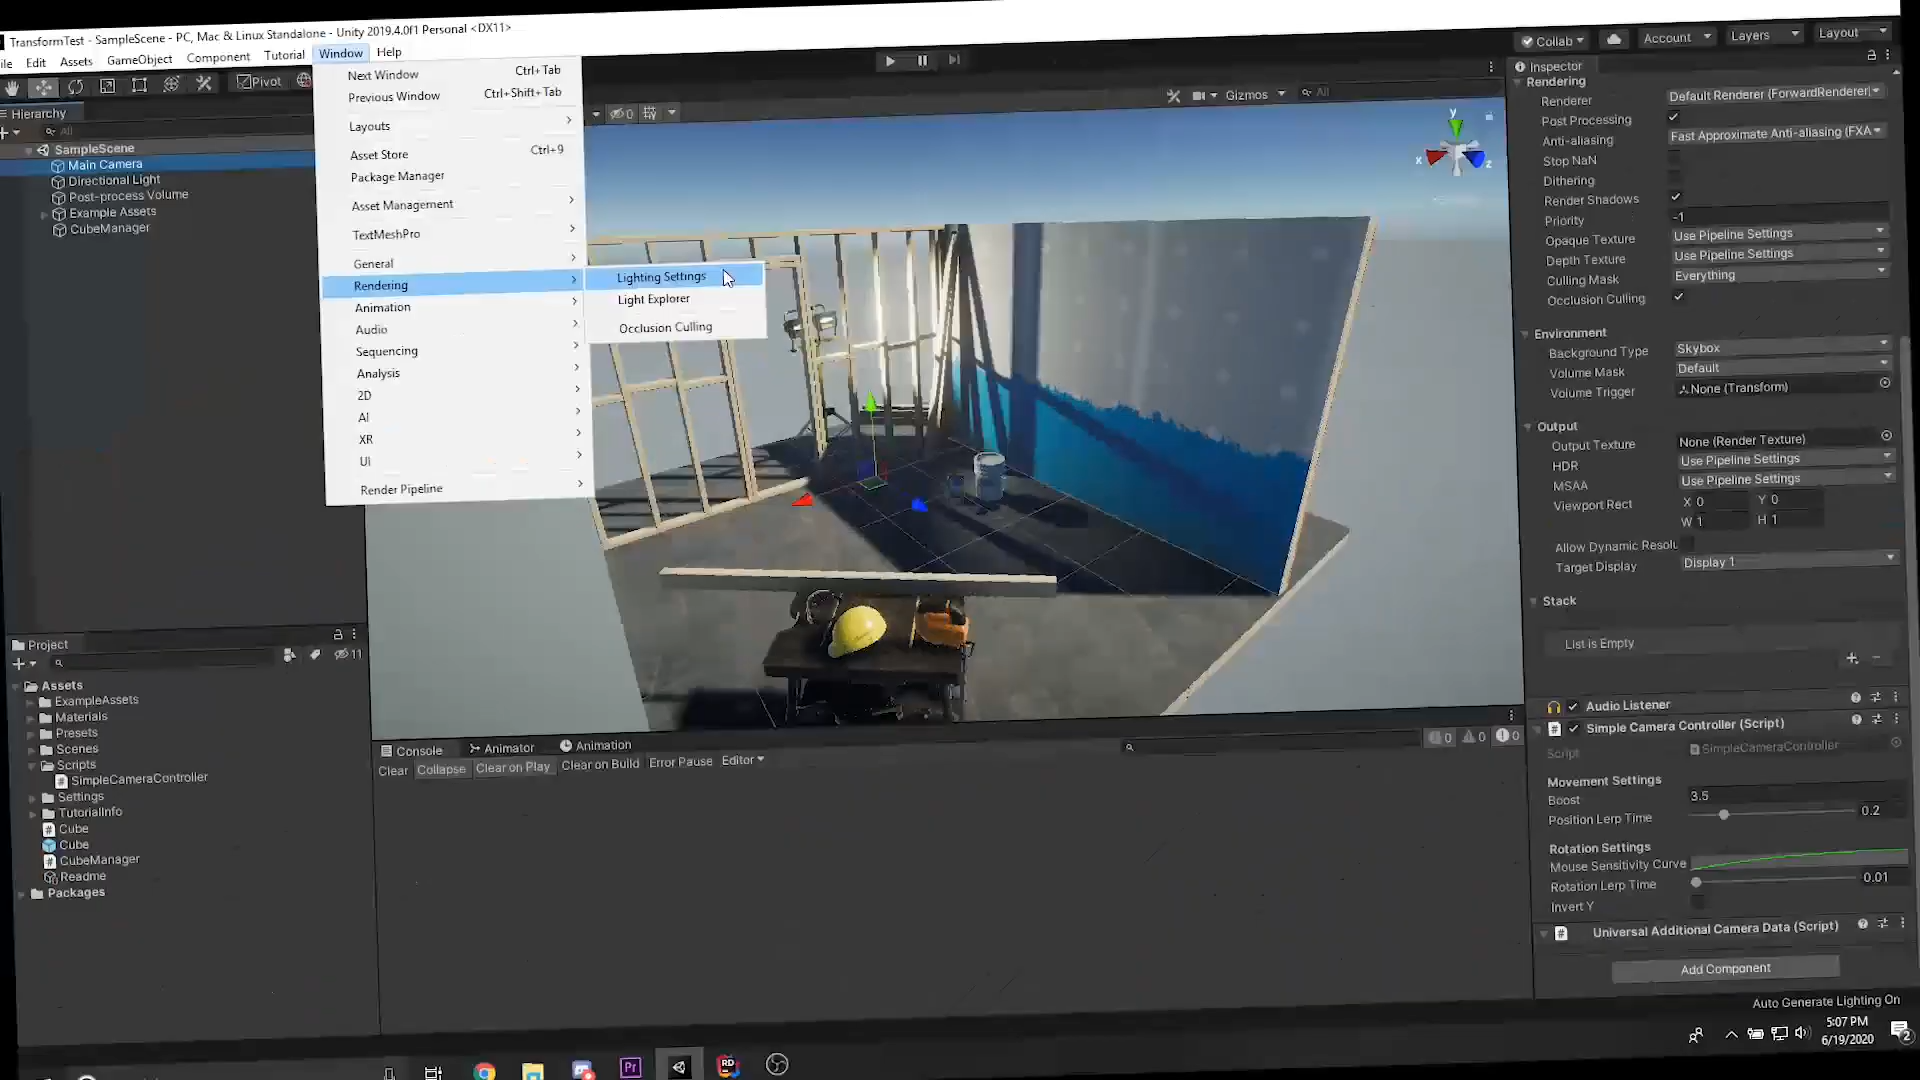 TransformTest - SampleScene - PC, Mac & Linux Standalone - Unity 2019.4.0f1 Personal <DX11>
ile Edit Assets GameObject Component Tutorial Window Help
Pivot
Collab Account Layers Layout
Hierarchy
All
SampleScene
Main Camera
Directional Light
Post-process Volume
Example Assets
CubeManager
Next Window Ctrl+Tab
Previous Window Ctrl+Shift+Tab
Layouts
Asset Store Ctrl+9
Package Manager
Asset Management
TextMeshPro
General
Rendering
Animation
Audio
Sequencing
Analysis
2D
AI
XR
UI
Render Pipeline
Lighting Settings
Light Explorer
Occlusion Culling
0
Gizmos All
y
x z
Project
11
Assets
ExampleAssets
Materials
Presets
Scenes
Scripts
SimpleCameraController
Settings
TutorialInfo
Cube
Cube
CubeManager
Readme
Packages
Console Animator Animation
Clear Collapse Clear on Play Clear on Build Error Pause Editor
0 0 0
Inspector
Rendering
Renderer Default Renderer (ForwardRenderer)
Post Processing
Anti-aliasing Fast Approximate Anti-aliasing (FXA
Stop NaN
Dithering
Render Shadows
Priority -1
Opaque Texture Use Pipeline Settings
Depth Texture Use Pipeline Settings
Culling Mask Everything
Occlusion Culling
Environment
Background Type Skybox
Volume Mask Default
Volume Trigger None (Transform)
Output
Output Texture None (Render Texture)
HDR Use Pipeline Settings
MSAA Use Pipeline Settings
Viewport Rect X 0 Y 0
W 1 H 1
Allow Dynamic Resolu
Target Display Display 1
Stack
List is Empty
Audio Listener
Simple Camera Controller (Script)
Script SimpleCameraController
Movement Settings
Boost 3.5
Position Lerp Time 0.2
Rotation Settings
Mouse Sensitivity Curve
Rotation Lerp Time 0.01
Invert Y
Universal Additional Camera Data (Script)
Add Component
Auto Generate Lighting On
Pr
RD
5:07 PM
6/19/2020
2